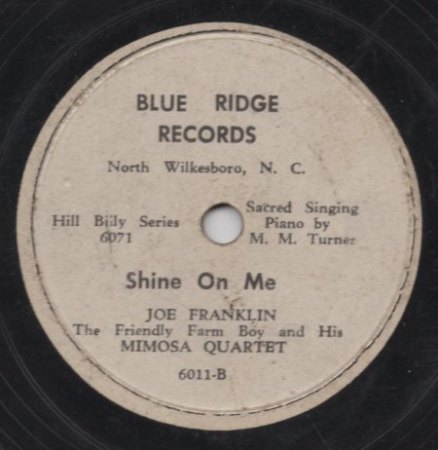 BLUE RIDGE
RECORDS
North Wilkesboro, N. C.
Hill Billy Series
6071
Sacred Singing
Piano by
M. M. Turner
Shine On Me
JOE FRANKLIN
The Friendly Farm Boy and His
MIMOSA QUARTET
6011-B